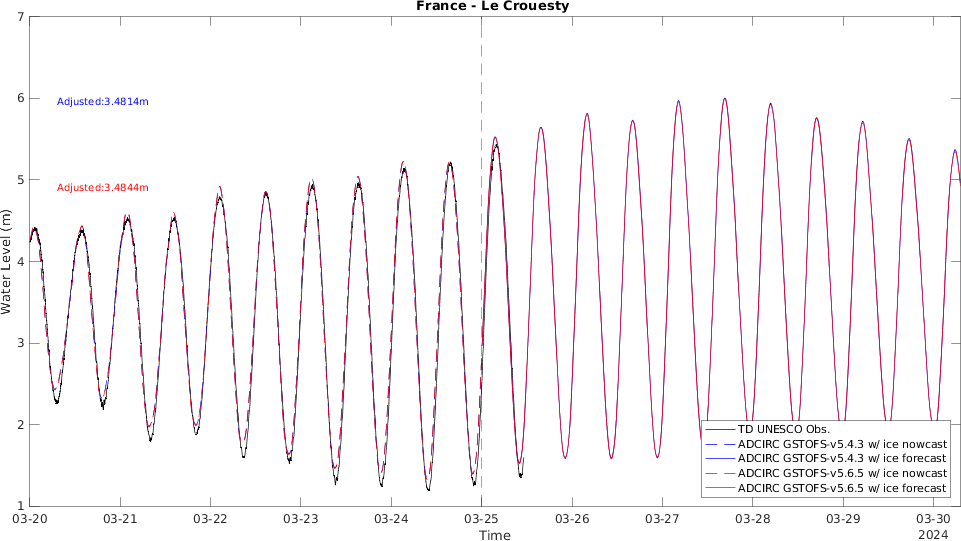 France - Le Crouesty
7
6
5
4
3
2
1
Water Level (m)
Adjusted:3.4814m
Adjusted:3.4844m
TD UNESCO Obs.
ADCIRC GSTOFS-v5.4.3 w/ ice nowcast
ADCIRC GSTOFS-v5.4.3 w/ ice forecast
ADCIRC GSTOFS-v5.6.5 w/ ice nowcast
ADCIRC GSTOFS-v5.6.5 w/ ice forecast
03-20 03-21 03-22 03-23 03-24 03-25 03-26 03-27 03-28 03-29 03-30
Time
2024